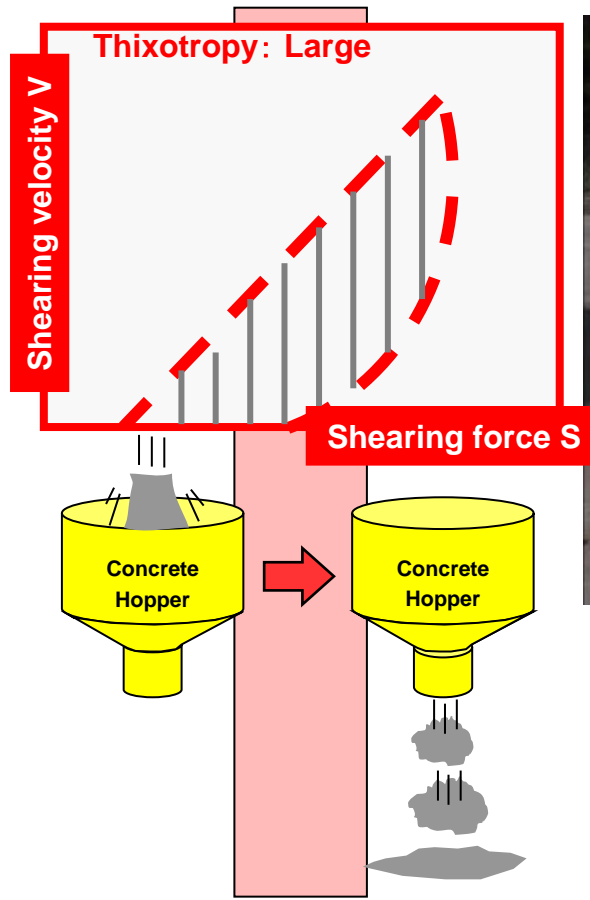 Thixotropy: Large
Shearing velocity V
Shearing force S
Concrete
Hopper
Concrete
Hopper